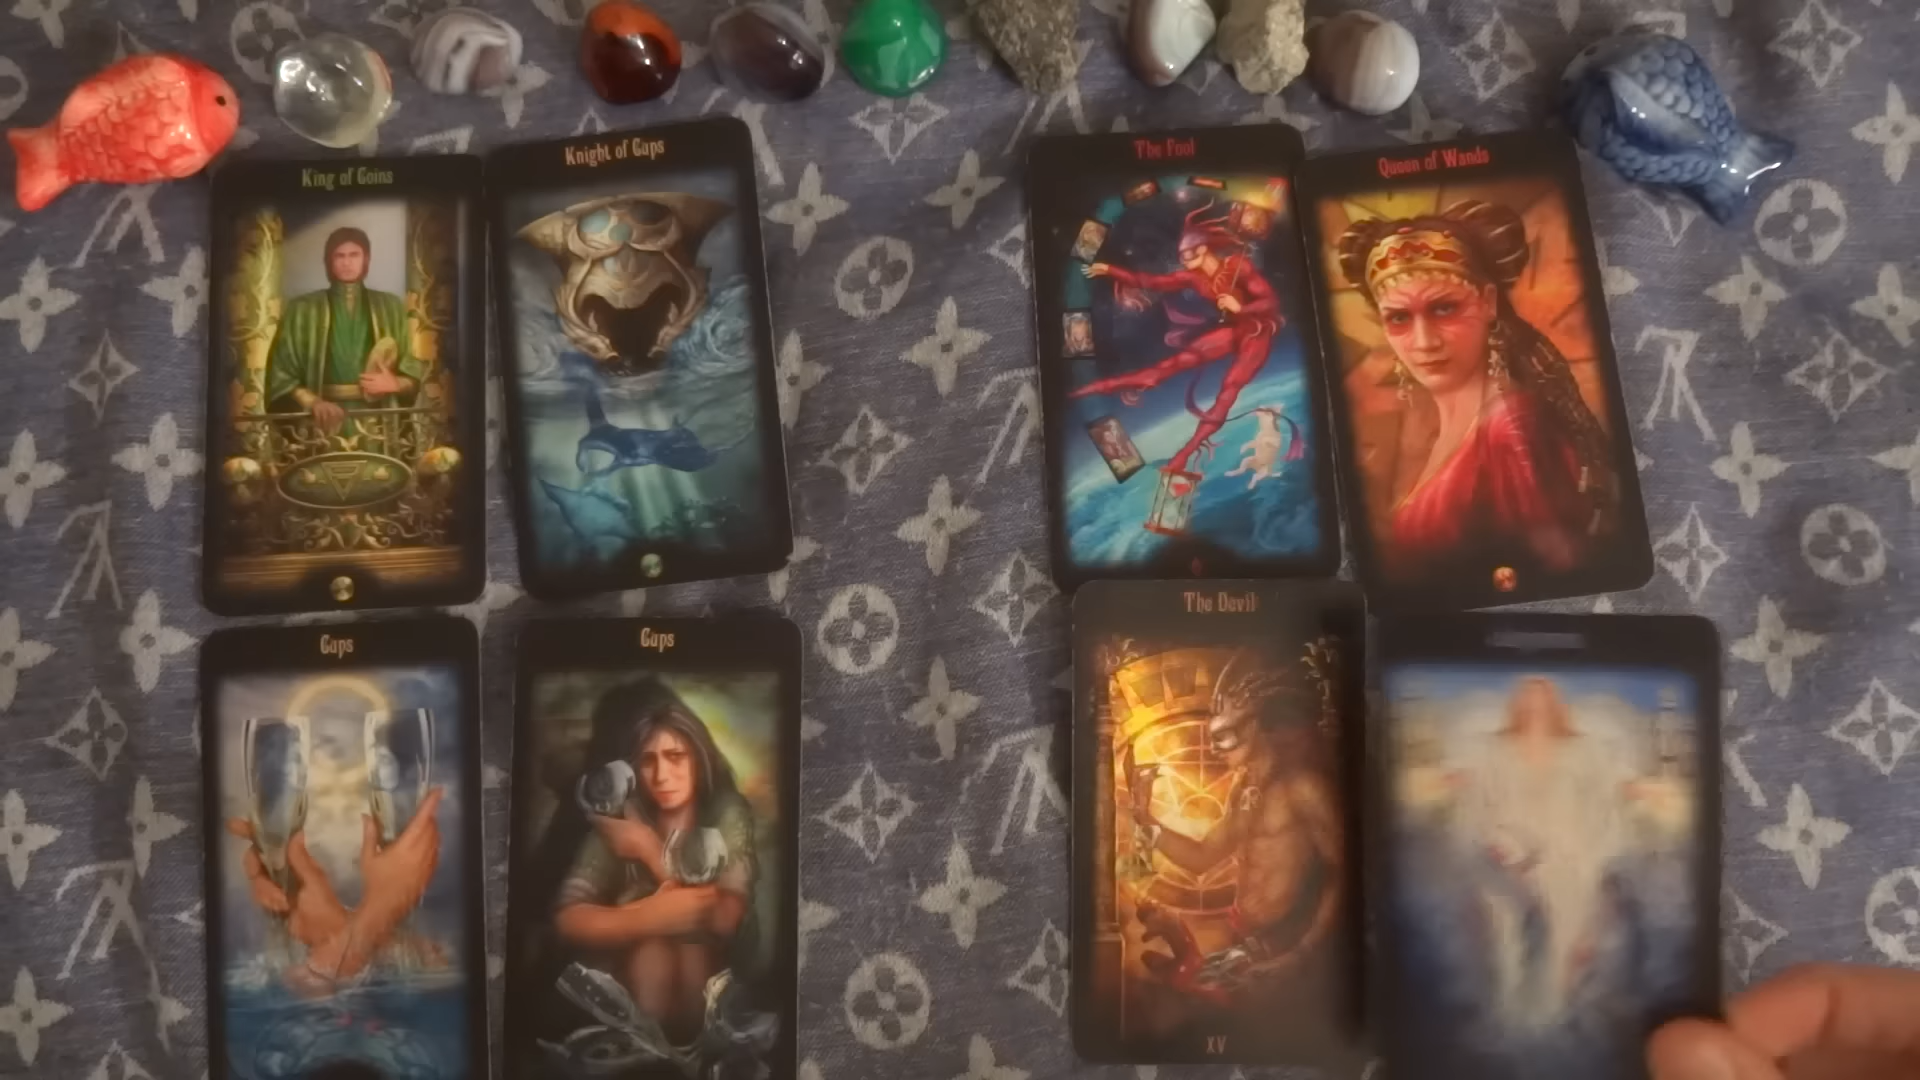 King of Coins
Knight of Cups
The Fool
Queen of Wands
Cups
Cups
The Devil
XV